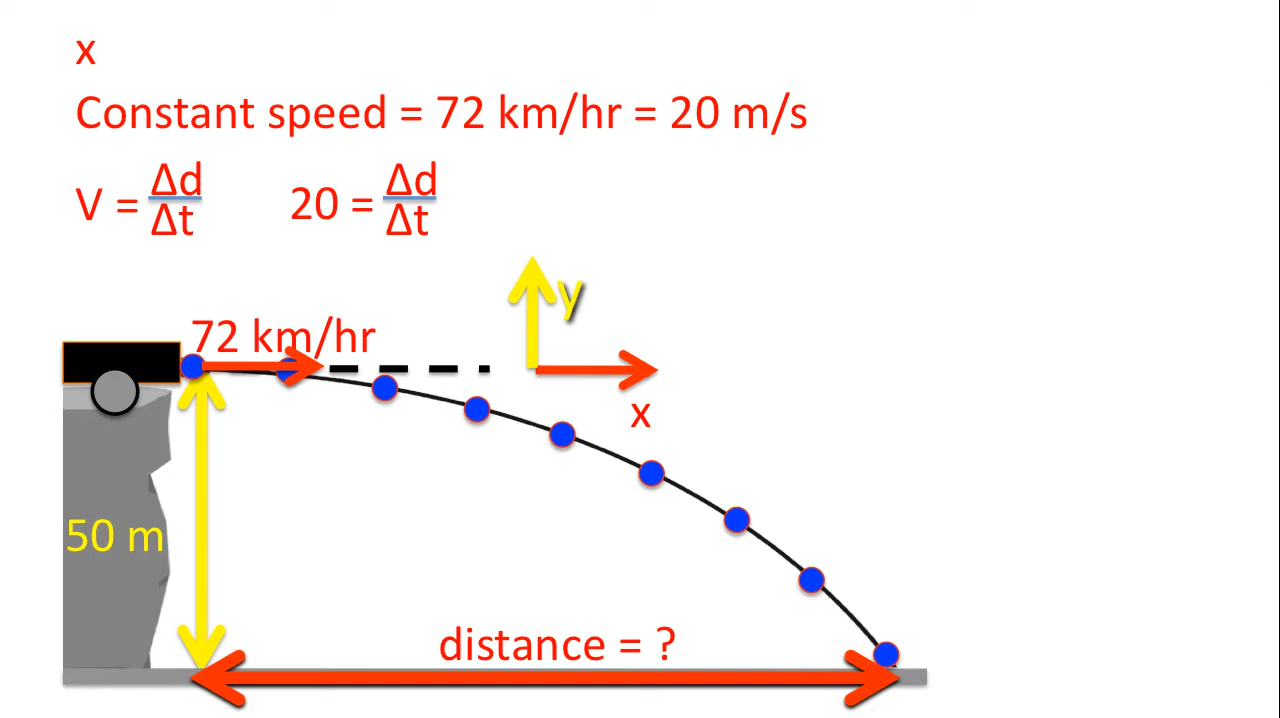 x
Constant speed = 72 km/hr = 20 m/s
V = Δd/Δt 20 = Δd/Δt
y
72 km/hr
x
50 m
distance = ?